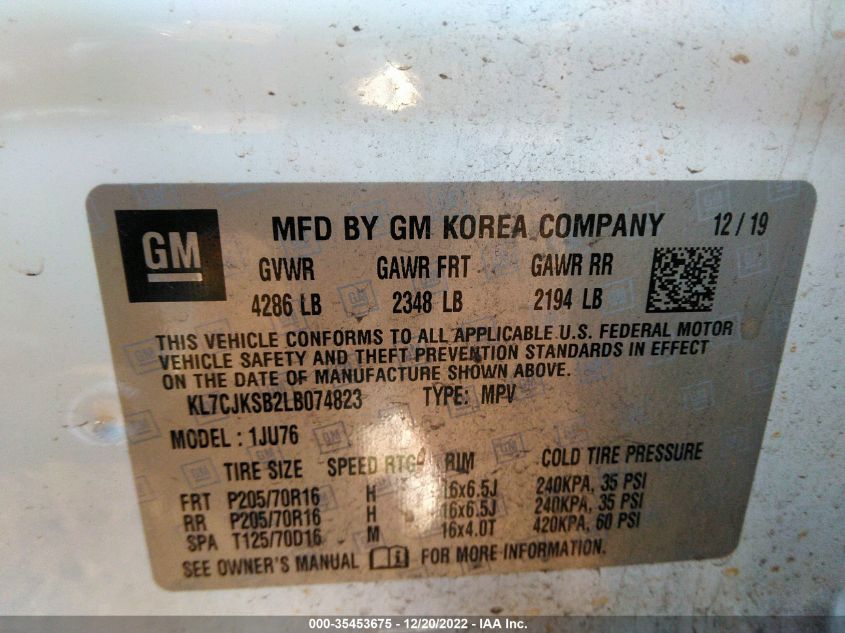 GM
MFD BY GM KOREA COMPANY 12/19
GVWR GAWR FRT GAWR RR
4286 LB 2348 LB 2194 LB
THIS VEHICLE CONFORMS TO ALL APPLICABLE U.S. FEDERAL MOTOR
VEHICLE SAFETY AND THEFT PREVENTION STANDARDS IN EFFECT
ON THE DATE OF MANUFACTURE SHOWN ABOVE.
KL7CJKSB2LB074823 TYPE: MPV
MODEL : 1JU76
TIRE SIZE SPEED RTG RIM COLD TIRE PRESSURE
FRT P205/70R16 H 16x6.5J 240KPA, 35 PSI
RR P205/70R16 H 16x6.5J 240KPA, 35 PSI
SPA T125/70D16 M 16x4.0T 420KPA, 60 PSI
SEE OWNER'S MANUAL FOR MORE INFORMATION.
000-35453675 - 12/20/2022 - IAA Inc.